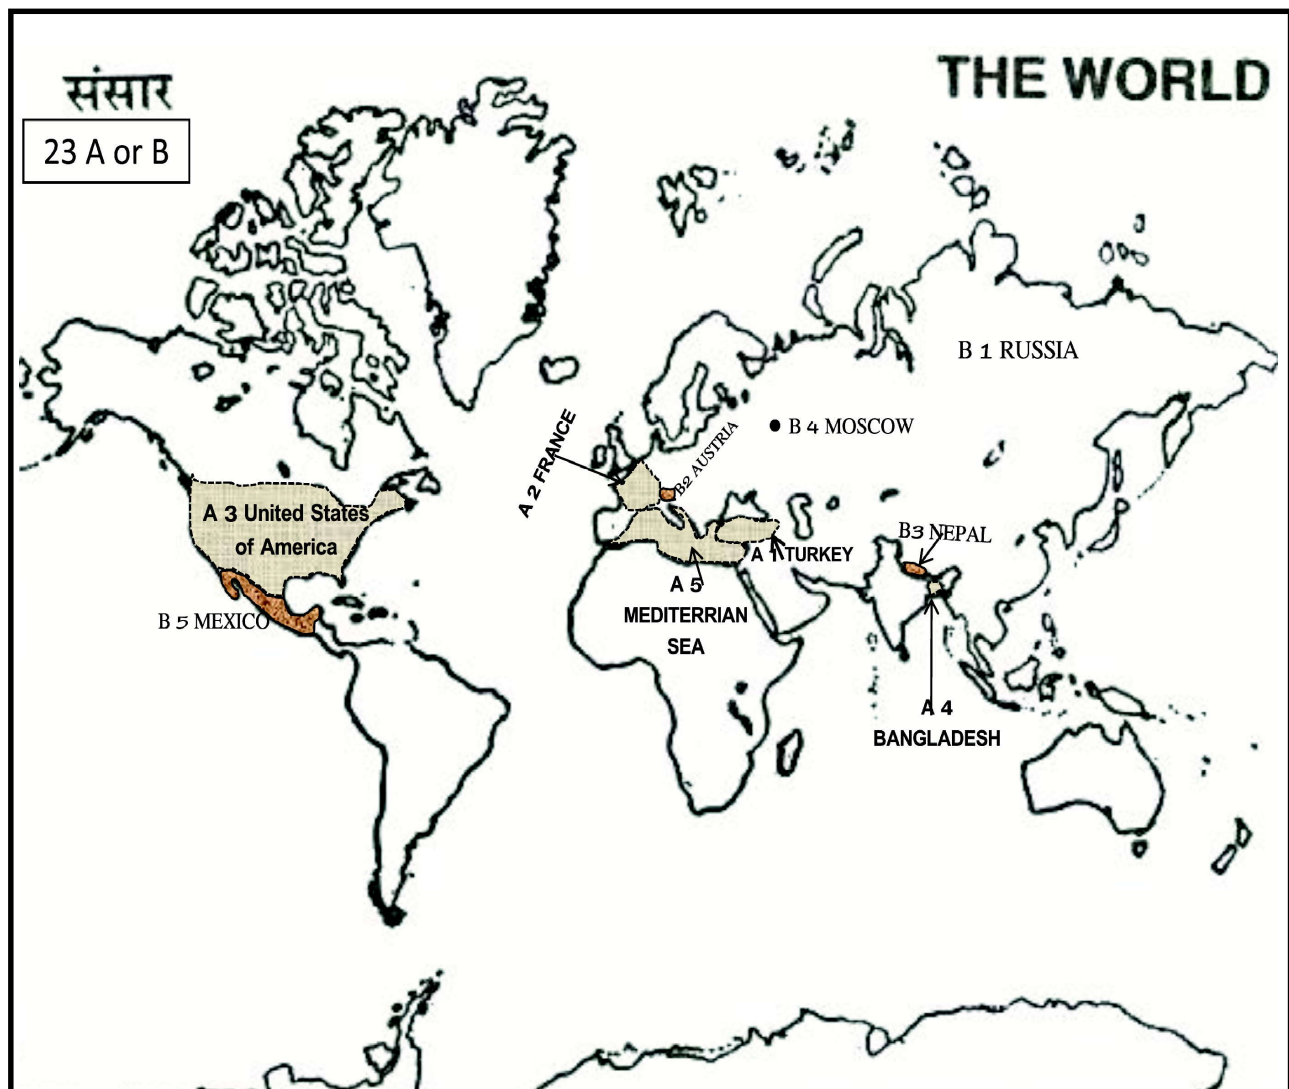 संसार
THE WORLD
23 A or B
B 1 RUSSIA
B 4 MOSCOW
B2 AUSTRIA
A 2 FRANCE
A 3 United States
of America
B3 NEPAL
A 1 TURKEY
A 5
MEDITERRIAN
SEA
B 5 MEXICO
A 4
BANGLADESH